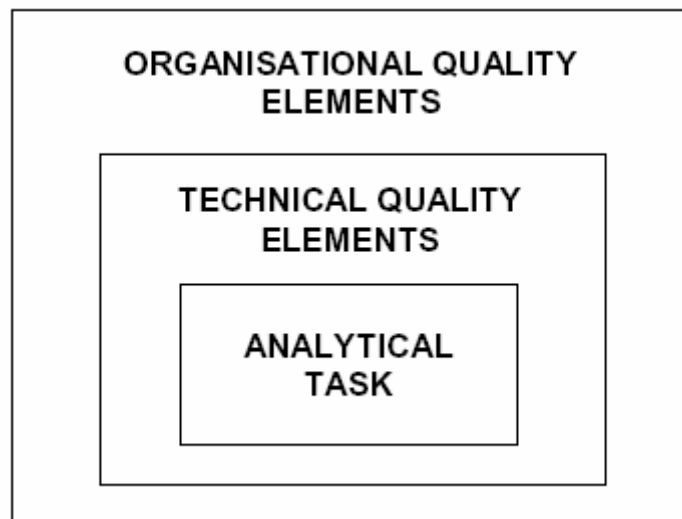 ORGANISATIONAL QUALITY
ELEMENTS
TECHNICAL QUALITY
ELEMENTS
ANALYTICAL
TASK